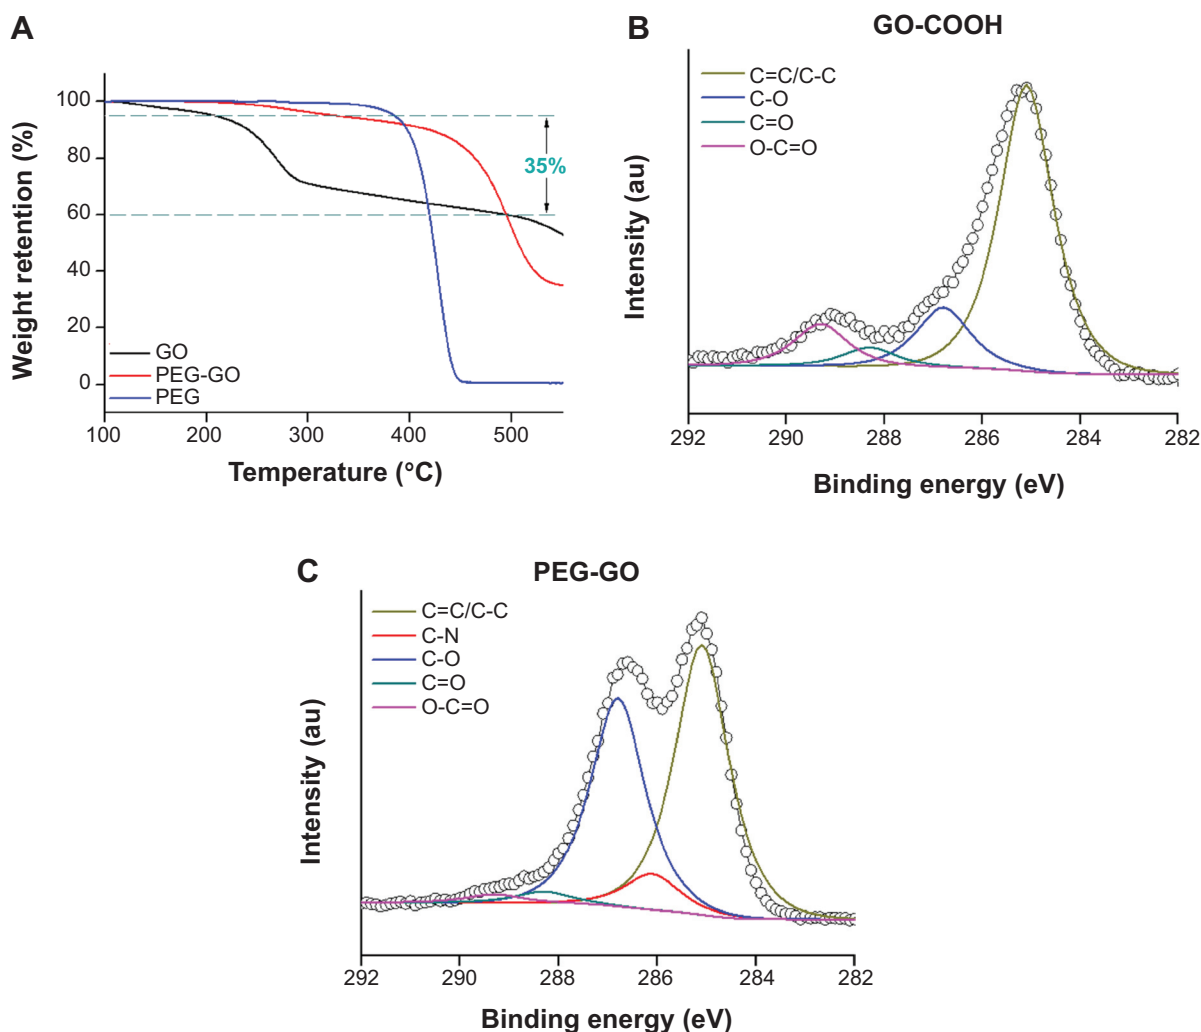 A
Weight retention (%)
100
80
60
40
20
0
35%
GO
PEG-GO
PEG
100
200
300
400
500
Temperature (°C)
B
GO-COOH
Intensity (au)
C=C/C-C
C-O
C=O
O-C=O
292
290
288
286
284
282
Binding energy (eV)
C
PEG-GO
Intensity (au)
C=C/C-C
C-N
C-O
C=O
O-C=O
292
290
288
286
284
282
Binding energy (eV)